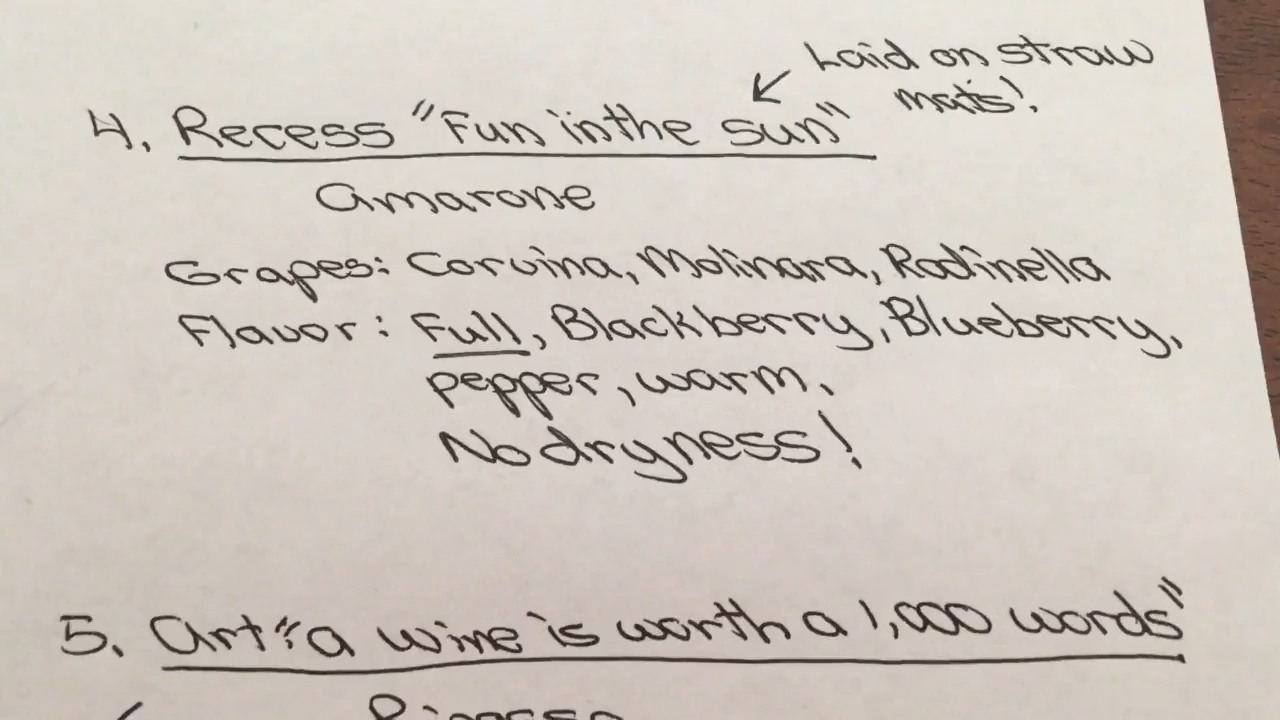 Laid on straw
mats!
4. Recess "Fun in the sun"
Amarone
Grapes: Corvina, Molinara, Rodinella
Flavor: Full, Blackberry, Blueberry,
pepper, warm,
No dryness!
5. Art "a wine is worth a 1,000 words"